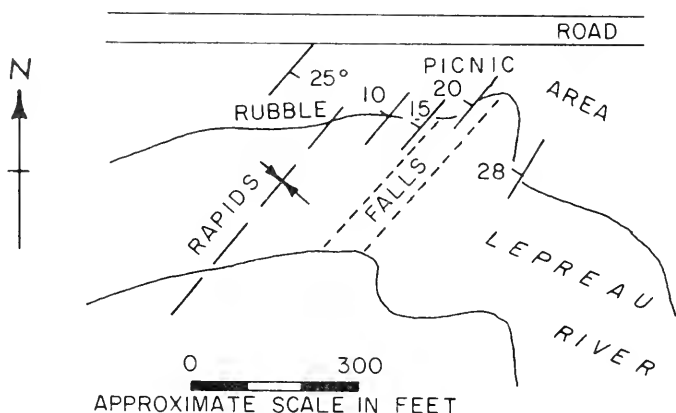 ROAD
N
PICNIC
25°
10
20
AREA
RUBBLE
15
28
RAPIDS
FALLS
LEPREAU
RIVER
0 300
APPROXIMATE SCALE IN FEET